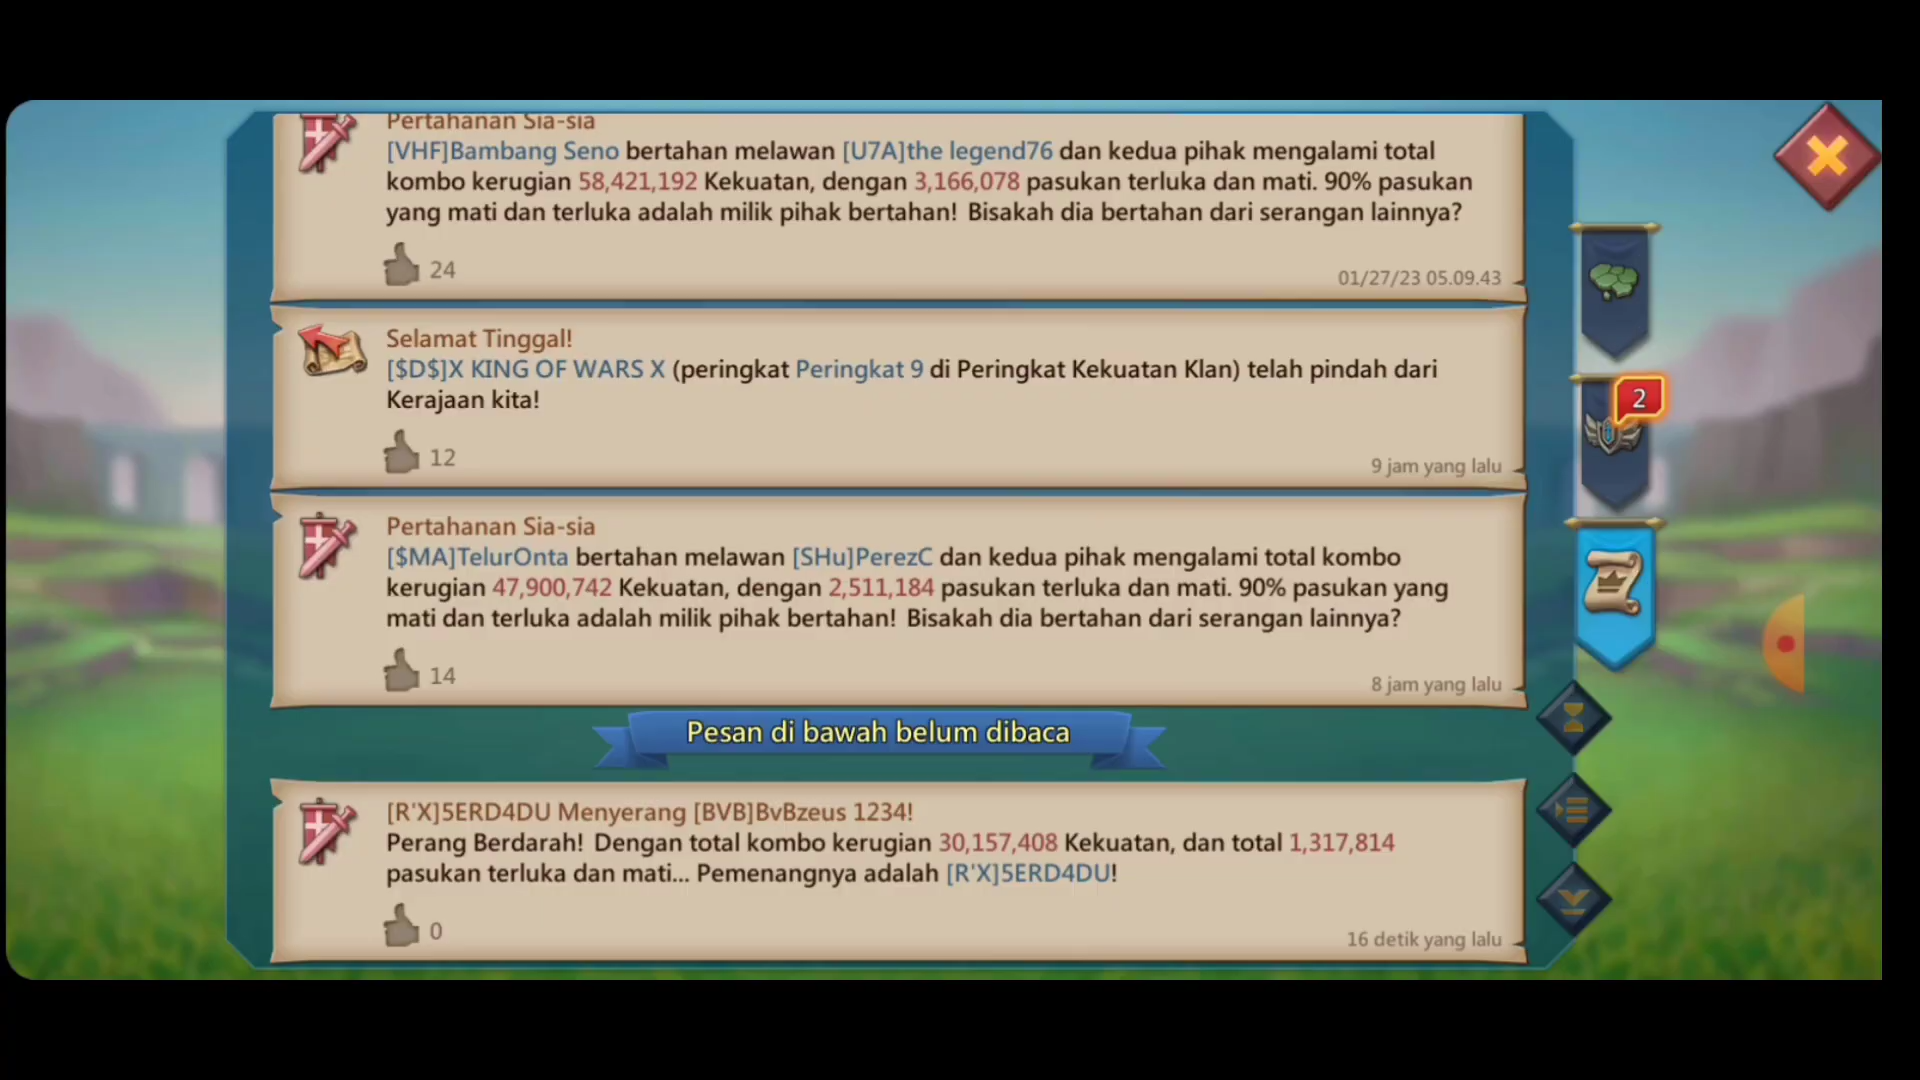 Pertahanan Sia-sia
[VHF]Bambang Seno bertahan melawan [U7A]the legend76 dan kedua pihak mengalami total
kombo kerugian 58,421,192 Kekuatan, dengan 3,166,078 pasukan terluka dan mati. 90% pasukan
yang mati dan terluka adalah milik pihak bertahan! Bisakah dia bertahan dari serangan lainnya?
24
01/27/23 05.09.43
Selamat Tinggal!
[$D$]X KING OF WARS X (peringkat Peringkat 9 di Peringkat Kekuatan Klan) telah pindah dari
Kerajaan kita!
12
9 jam yang lalu
2
Pertahanan Sia-sia
[$MA]TelurOnta bertahan melawan [SHu]PerezC dan kedua pihak mengalami total kombo
kerugian 47,900,742 Kekuatan, dengan 2,511,184 pasukan terluka dan mati. 90% pasukan yang
mati dan terluka adalah milik pihak bertahan! Bisakah dia bertahan dari serangan lainnya?
14
8 jam yang lalu
Pesan di bawah belum dibaca
[R'X]5ERD4DU Menyerang [BVB]BvBzeus 1234!
Perang Berdarah! Dengan total kombo kerugian 30,157,408 Kekuatan, dan total 1,317,814
pasukan terluka dan mati... Pemenangnya adalah [R'X]5ERD4DU!
0
16 detik yang lalu